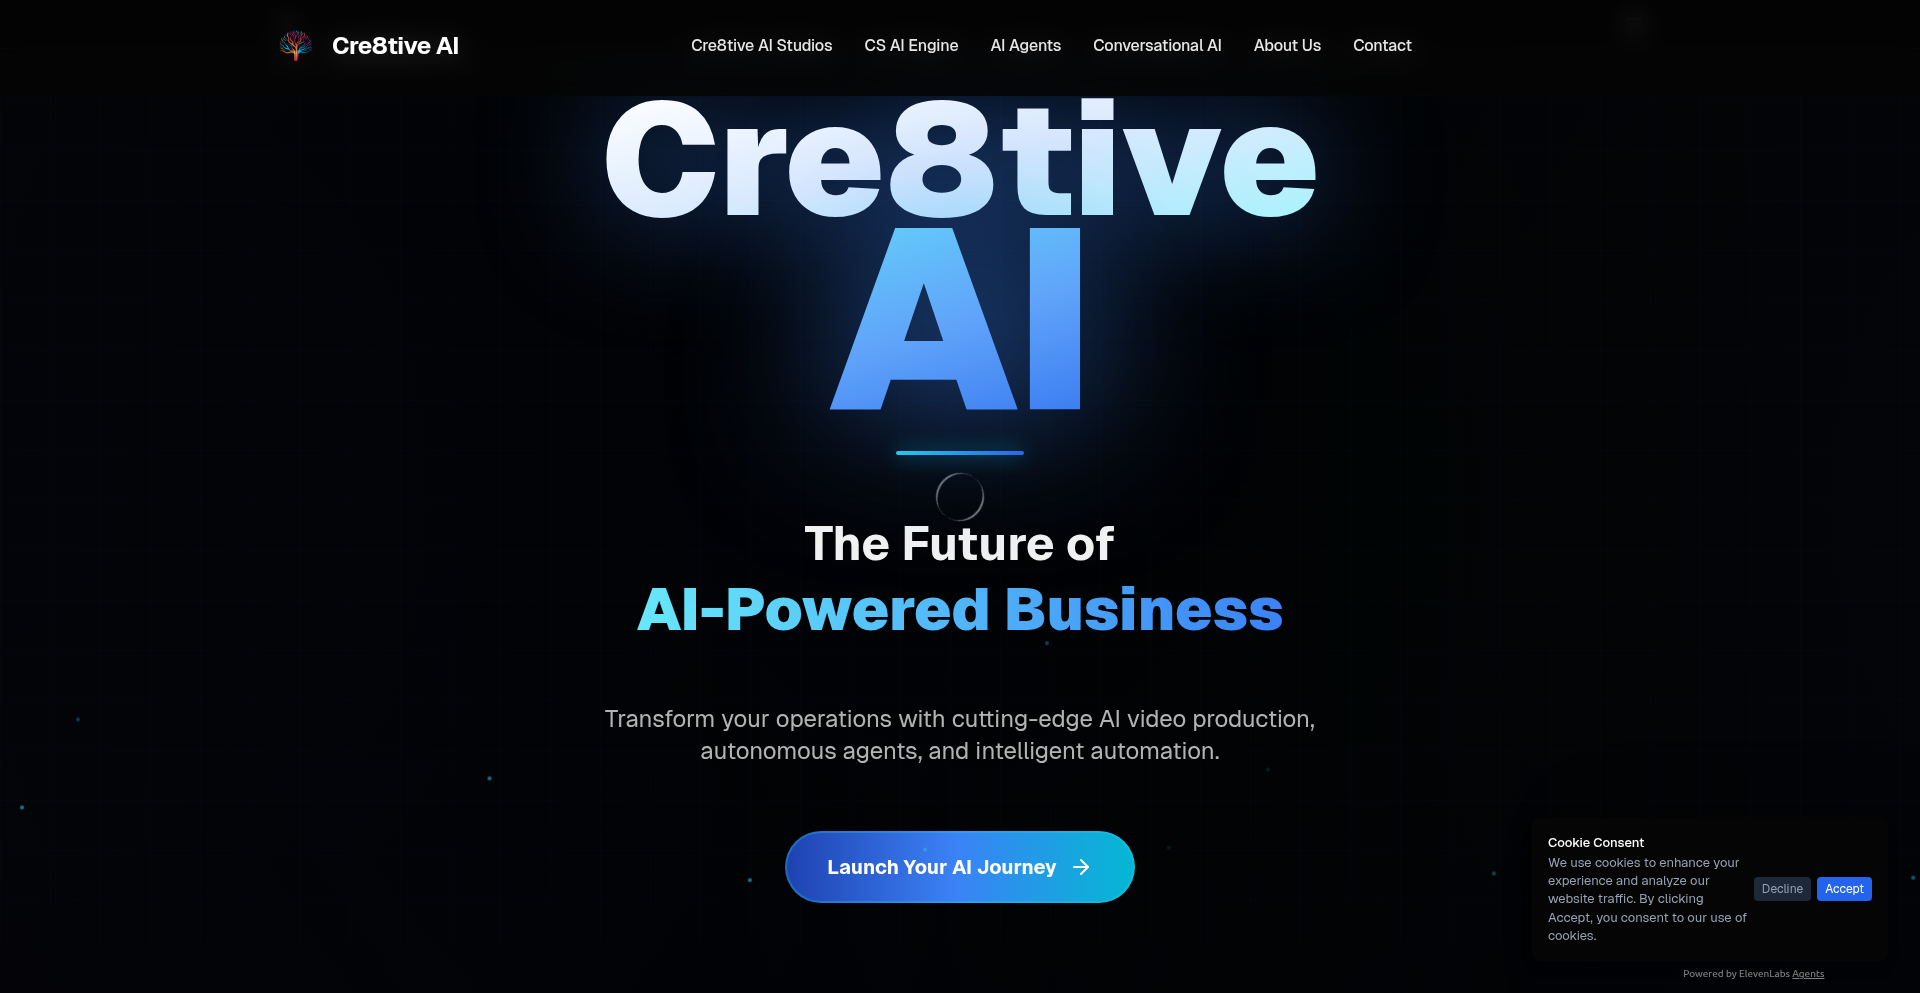 Cre8tive AI
Cre8tive AI Studios
CS AI Engine
AI Agents
Conversational AI
About Us
Contact
Cre8tive
AI
The Future of
AI-Powered Business
Transform your operations with cutting-edge AI video production,
autonomous agents, and intelligent automation.
Launch Your AI Journey
Cookie Consent
We use cookies to enhance your
experience and analyze our
website traffic. By clicking
Accept, you consent to our use of
cookies.
Decline
Accept
Powered by ElevenLabs Agents